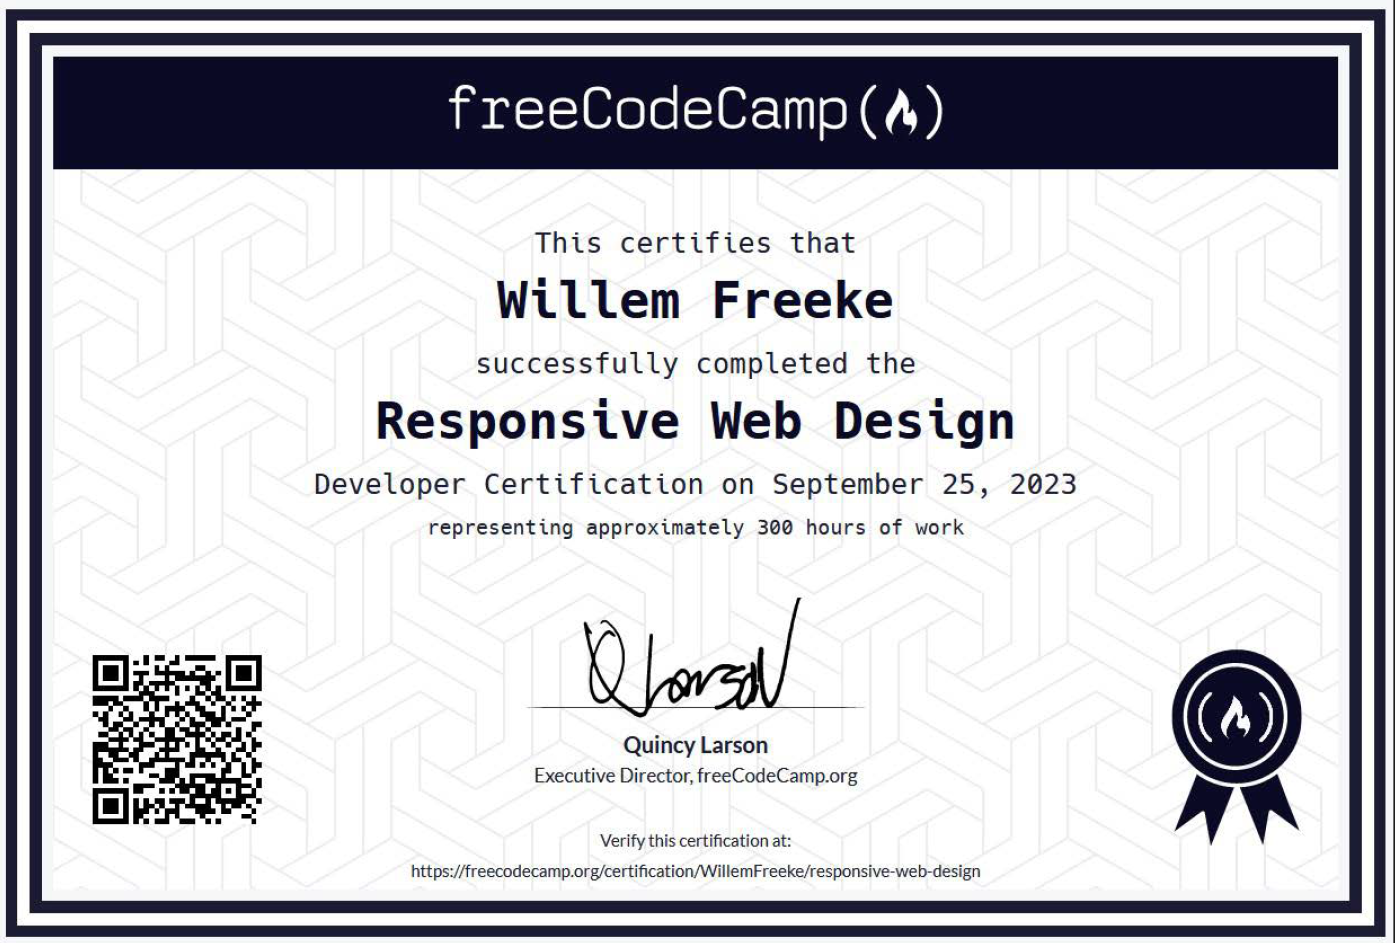 freeCodeCamp
This certifies that
Willem Freeke
successfully completed the
Responsive Web Design
Developer Certification on September 25, 2023
representing approximately 300 hours of work
Q Larson
Quincy Larson
Executive Director, freeCodeCamp.org
Verify this certification at:
https://freecodecamp.org/certification/WillemFreeke/responsive-web-design